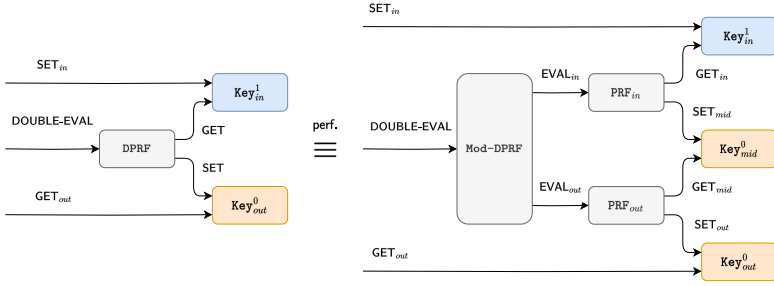 SET_in
Key^1_in
DOUBLE-EVAL
DPRF
GET
SET
GET_out
Key^0_out
perf.
≡
SET_in
Key^1_in
EVAL_in
PRF_in
GET_in
SET_mid
DOUBLE-EVAL
Mod-DPRF
Key^0_mid
EVAL_out
PRF_out
GET_mid
SET_out
GET_out
Key^0_out